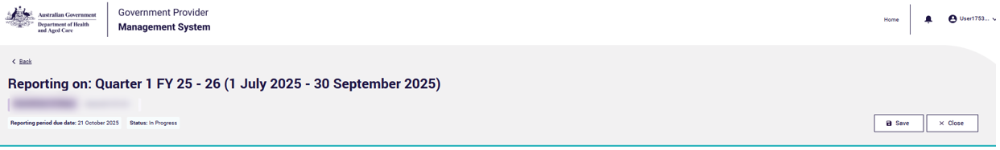 Australian Government
Department of Health
and Aged Care
Government Provider
Management System
Home
User1753...
Back
Reporting on: Quarter 1 FY 25 - 26 (1 July 2025 - 30 September 2025)
Reporting period due date: 21 October 2025 Status: In Progress
Save
Close